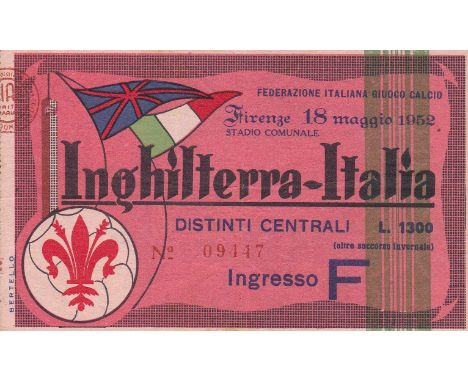 FEDERAZIONE ITALIANA GIUOCO CALCIO
Firenze 18 maggio 1952
STADIO COMUNALE
Inghilterra-Italia
DISTINTI CENTRALI L. 1300
(oltre soccorso invernale)
Nº 09447
Ingresso F
BERTELLO